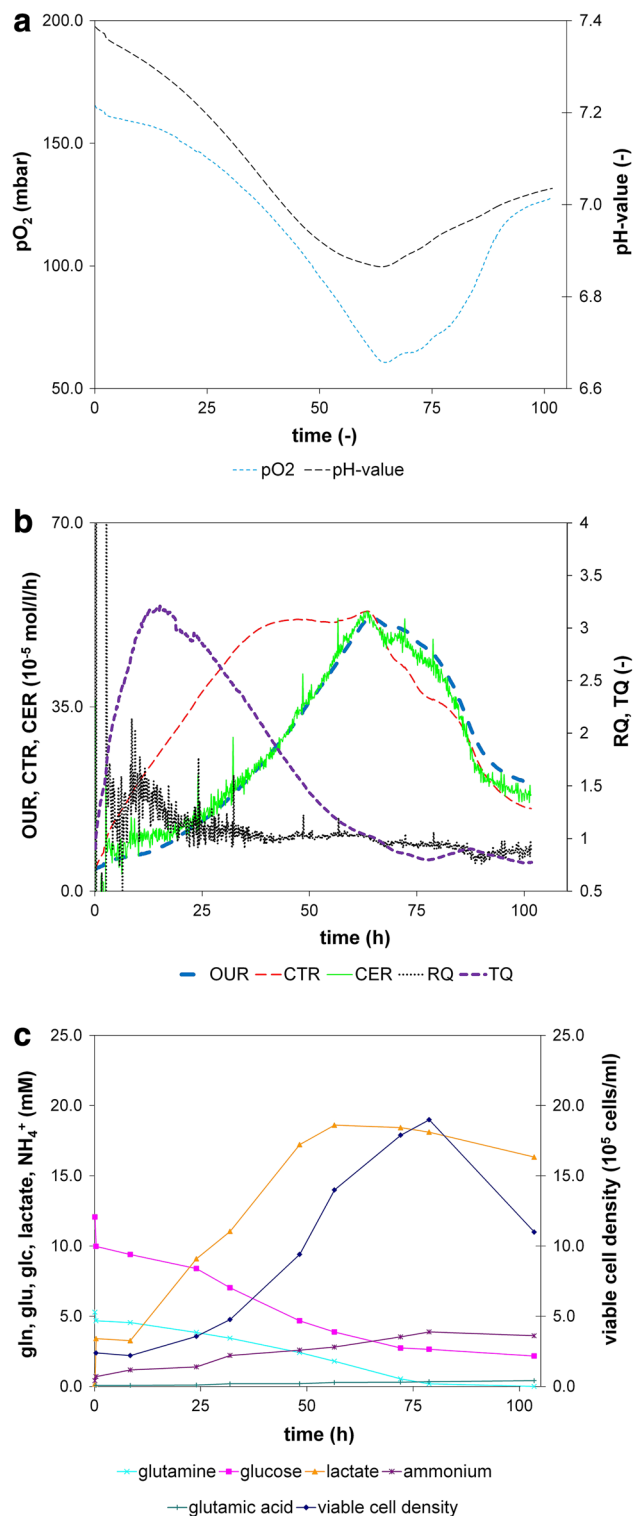 a
200.0
150.0
100.0
50.0
pO2 (mbar)
7.4
7.2
7.0
6.8
6.6
pH-value (-)
0 25 50 75 100
time (-)
pO2 pH-value
b
70.0
35.0
0.0
OUR, CTR, CER (10-5 mol/l/h)
4
3.5
3
2.5
2
1.5
1
0.5
RQ, TQ (-)
0 25 50 75 100
time (h)
OUR CTR CER RQ TQ
c
25.0
20.0
15.0
10.0
5.0
0.0
gln, glu, glc, lactate, NH4+ (mM)
25.0
20.0
15.0
10.0
5.0
0.0
viable cell density (105 cells/ml)
0 25 50 75 100
time (h)
glutamine glucose lactate ammonium
glutamic acid viable cell density